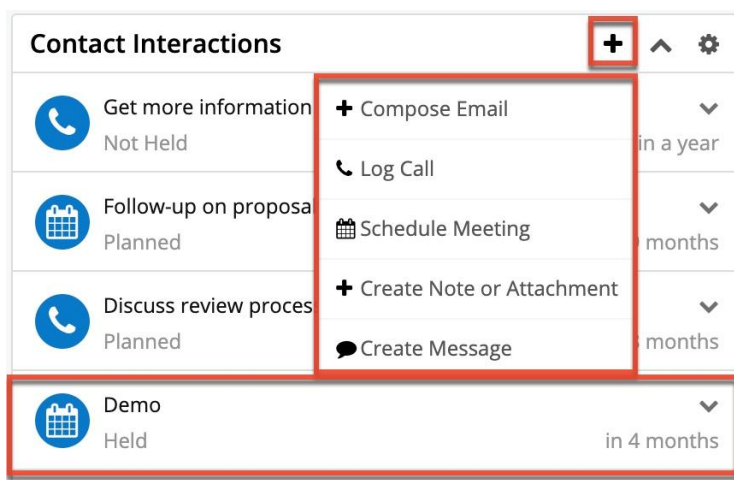 Contact Interactions
Get more information
Not Held
in a year
Follow-up on proposa
Planned
months
Discuss review proces
Planned
months
Demo
Held
in 4 months
Compose Email
Log Call
Schedule Meeting
Create Note or Attachment
Create Message